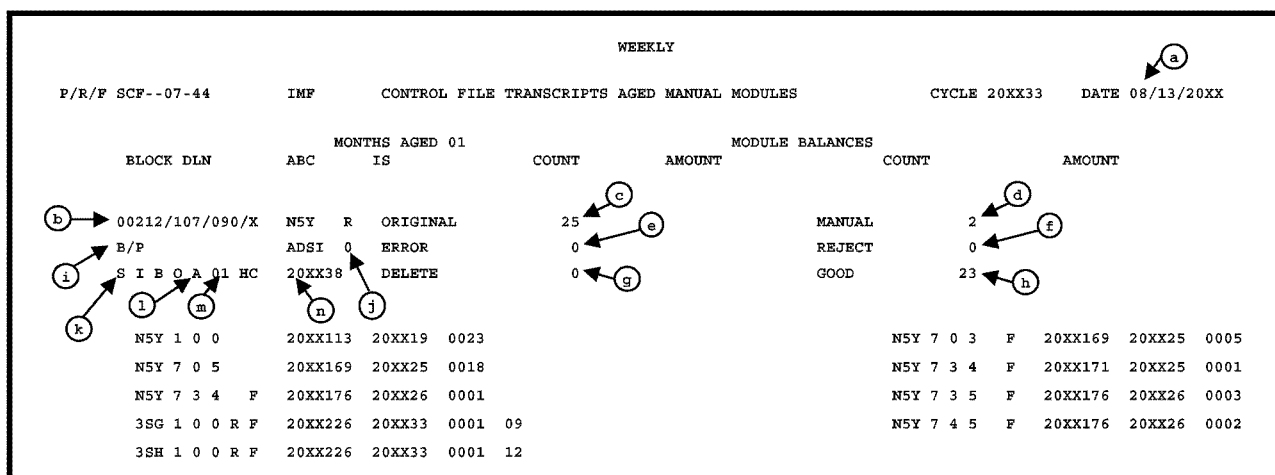 WEEKLY
a
P/R/F SCF--07-44 IMF CONTROL FILE TRANSCRIPTS AGED MANUAL MODULES CYCLE 20XX33 DATE 08/13/20XX
MONTHS AGED 01 MODULE BALANCES
BLOCK DLN ABC IS COUNT AMOUNT COUNT AMOUNT
c d
b 00212/107/090/X N5Y R ORIGINAL 25 MANUAL 2
e f
B/P ADSI 0 ERROR 0 REJECT 0
i
S I B O A 01 HC 20XX38 DELETE 0 GOOD 23
g h
k l m n j
N5Y 1 0 0 20XX113 20XX19 0023 N5Y 7 0 3 F 20XX169 20XX25 0005
N5Y 7 0 5 20XX169 20XX25 0018 N5Y 7 3 4 F 20XX171 20XX25 0001
N5Y 7 3 4 F 20XX176 20XX26 0001 N5Y 7 3 5 F 20XX176 20XX26 0003
3SG 1 0 0 R F 20XX226 20XX33 0001 09 N5Y 7 4 5 F 20XX176 20XX26 0002
3SH 1 0 0 R F 20XX226 20XX33 0001 12